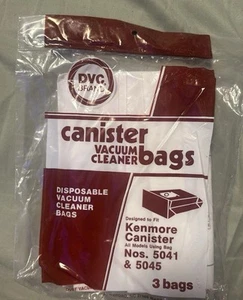 DVC
BRAND
canister
VACUUM
CLEANER
bags
DISPOSABLE
VACUUM
CLEANER
BAGS
Designed to Fit
Kenmore
Canister
All Models Using Bag
Nos. 5041
& 5045
3 bags